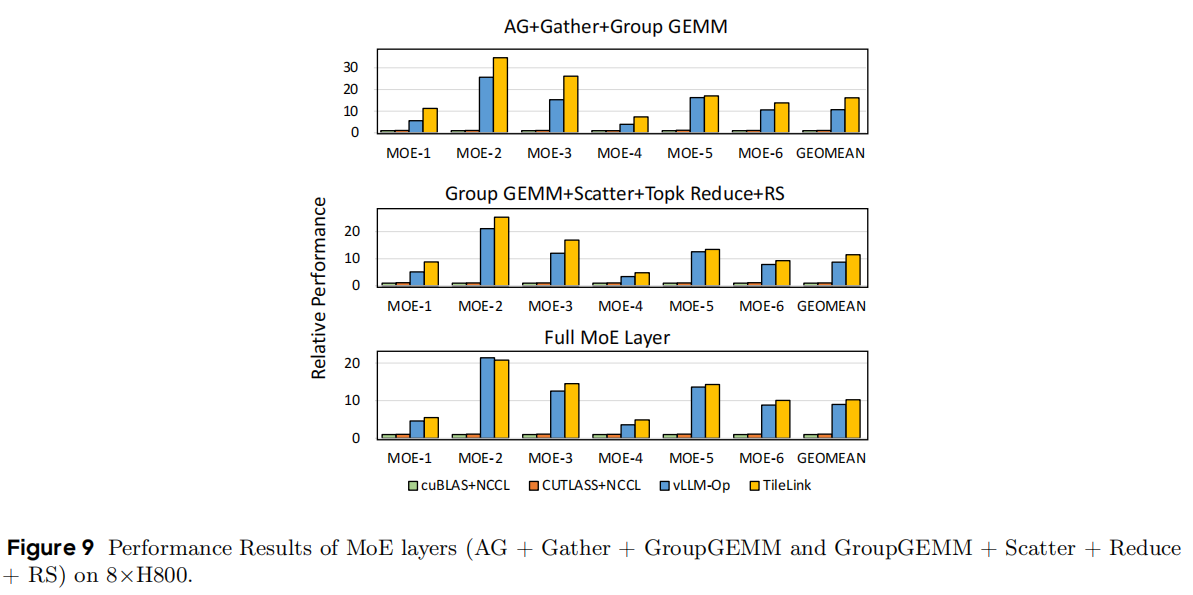 AG+Gather+Group GEMM
30
20
10
0
MOE-1 MOE-2 MOE-3 MOE-4 MOE-5 MOE-6 GEOMEAN
Group GEMM+Scatter+Topk Reduce+RS
20
10
0
MOE-1 MOE-2 MOE-3 MOE-4 MOE-5 MOE-6 GEOMEAN
Relative Performance
Full MoE Layer
20
10
0
MOE-1 MOE-2 MOE-3 MOE-4 MOE-5 MOE-6 GEOMEAN
cuBLAS+NCCL CUTLASS+NCCL vLLM-Op TileLink
Figure 9 Performance Results of MoE layers (AG + Gather + GroupGEMM and GroupGEMM + Scatter + Reduce
+ RS) on 8×H800.